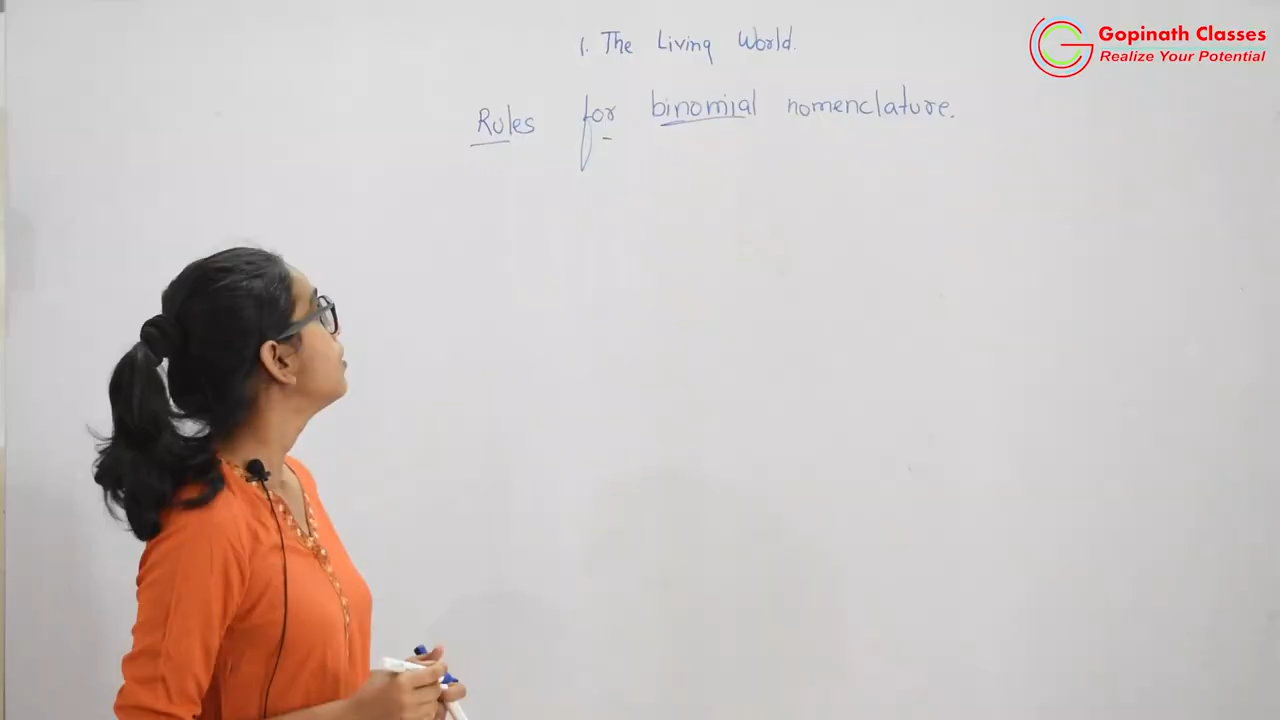 1. The Living World.
Rules for binomial nomenclature.
Gopinath Classes
Realize Your Potential